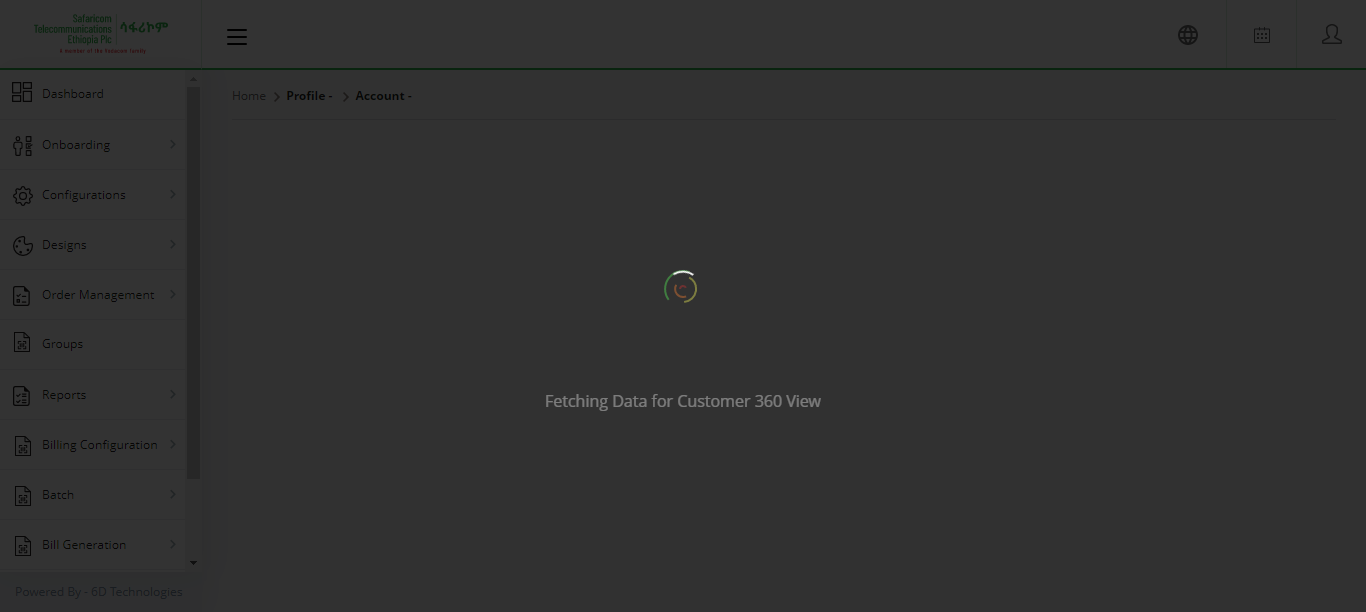 Safaricom
Telecommunications
Ethiopia Plc
ሳፋሪኮም
A member of the Vodacom family
Home
Profile -
Account -
Dashboard
Onboarding
Configurations
Designs
Order Management
Groups
Reports
Billing Configuration
Batch
Bill Generation
Fetching Data for Customer 360 View
Powered By - 6D Technologies